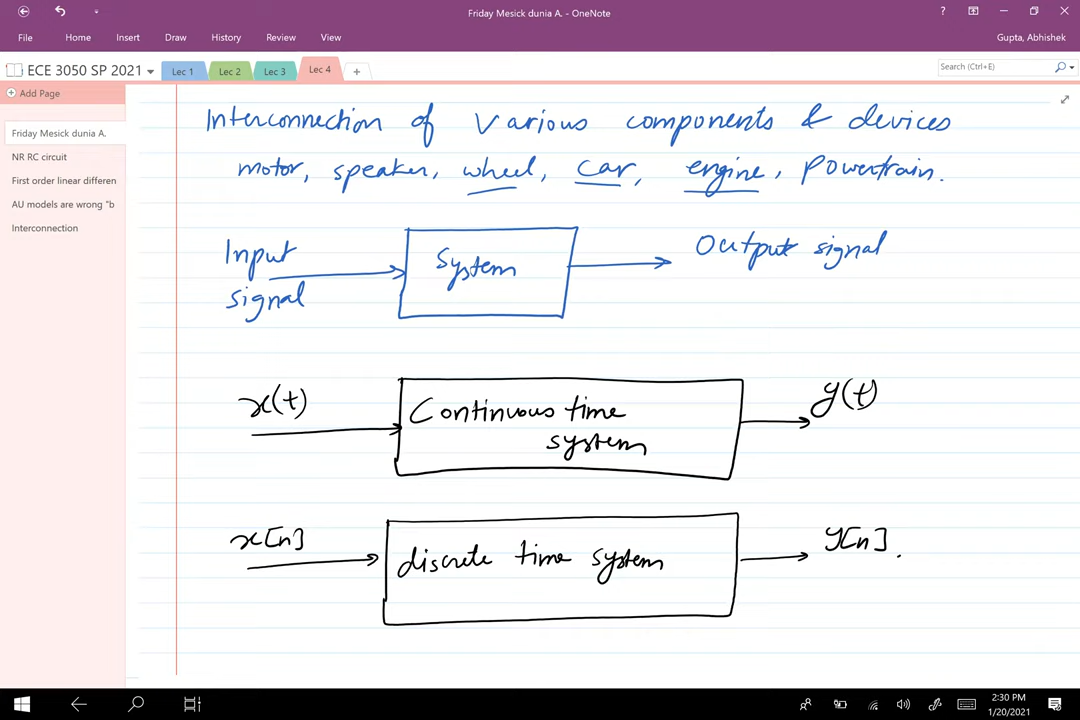 Friday Mesick dunia A. - OneNote
File Home Insert Draw History Review View
Gupta, Abhishek
ECE 3050 SP 2021
Lec 1 Lec 2 Lec 3 Lec 4
Search (Ctrl+E)
Add Page
Friday Mesick dunia A.
NR RC circuit
First order linear differen
AU models are wrong "b
Interconnection
Interconnection of various components & devices
motor, speaker, wheel, car, engine, powertrain.
Input signal
system
Output signal
x(t)
Continuous time system
y(t)
x[n]
discrete time system
y[n].
2:30 PM
1/20/2021